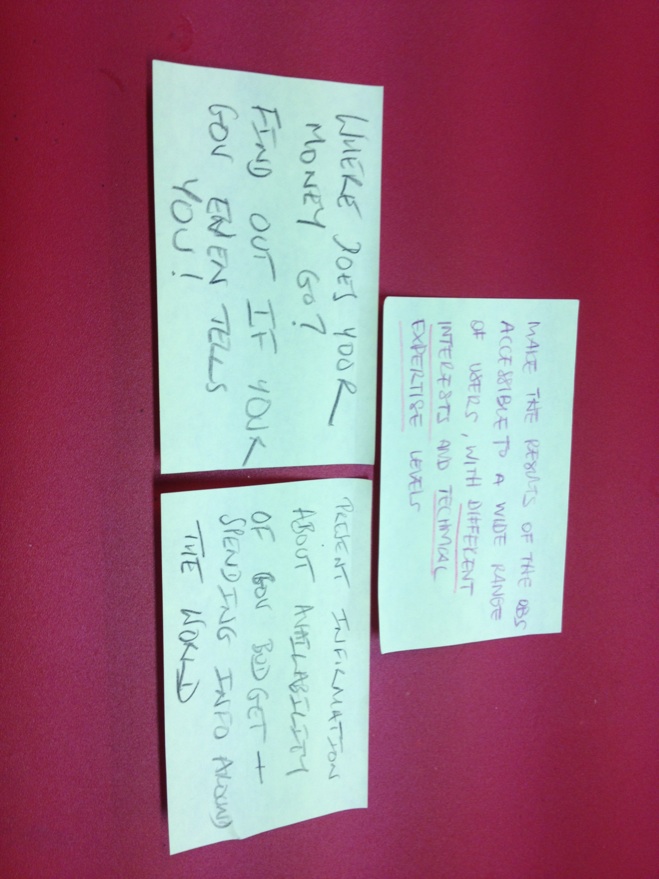 MAKE THE RESULTS OF THE OBS
ACCESSIBLE TO A WIDE RANGE
OF USERS, WITH DIFFERENT
INTERESTS AND TECHNICAL
EXPERTISE LEVELS
WHERE DOES YOUR
MONEY GO?
FIND OUT IF YOUR
GOV EVEN TELLS
YOU!
PRESENT INFORMATION
ABOUT AVAILABILITY
OF GOV BUDGET +
SPENDING INFO AROUND
THE WORLD